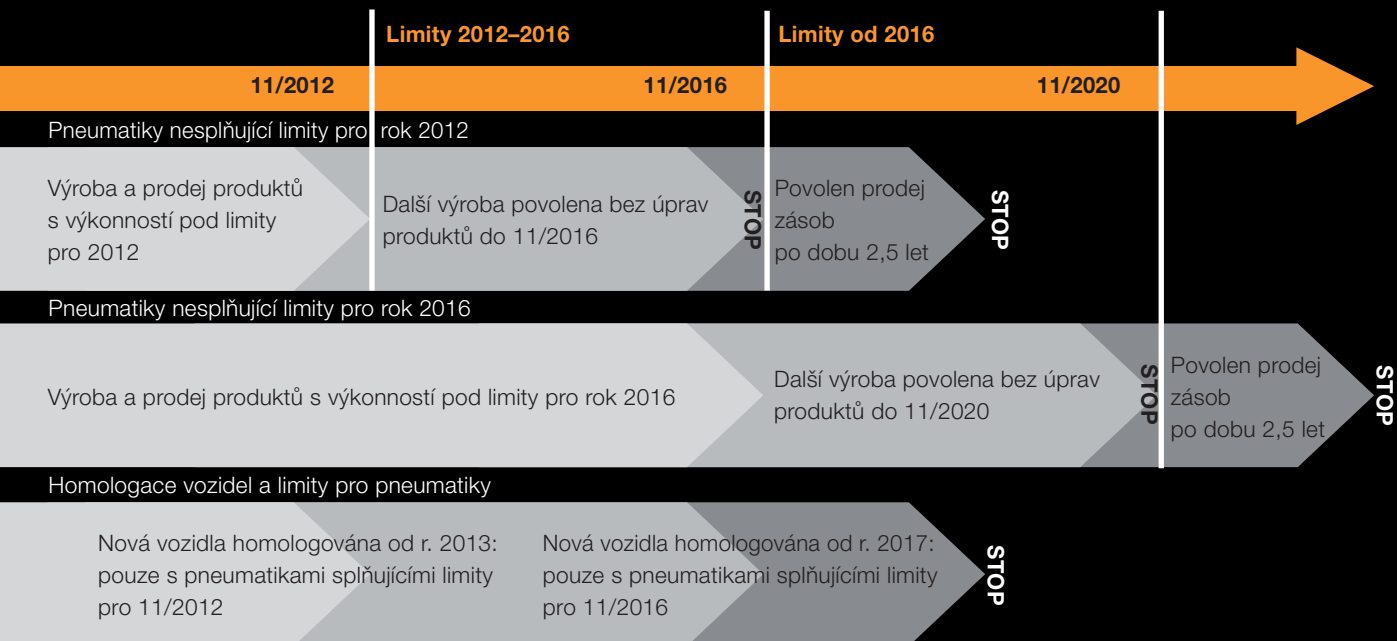 Limity 2012–2016
Limity od 2016
11/2012
11/2016
11/2020
Pneumatiky nesplňující limity pro rok 2012
Výroba a prodej produktů
s výkonností pod limity
pro 2012
Další výroba povolena bez úprav
produktů do 11/2016
STOP
Povolen prodej
zásob
po dobu 2,5 let
STOP
Pneumatiky nesplňující limity pro rok 2016
Výroba a prodej produktů s výkonností pod limity pro rok 2016
Další výroba povolena bez úprav
produktů do 11/2020
STOP
Povolen prodej
zásob
po dobu 2,5 let
STOP
Homologace vozidel a limity pro pneumatiky
Nová vozidla homologována od r. 2013:
pouze s pneumatikami splňujícími limity
pro 11/2012
Nová vozidla homologována od r. 2017:
pouze s pneumatikami splňujícími limity
pro 11/2016
STOP